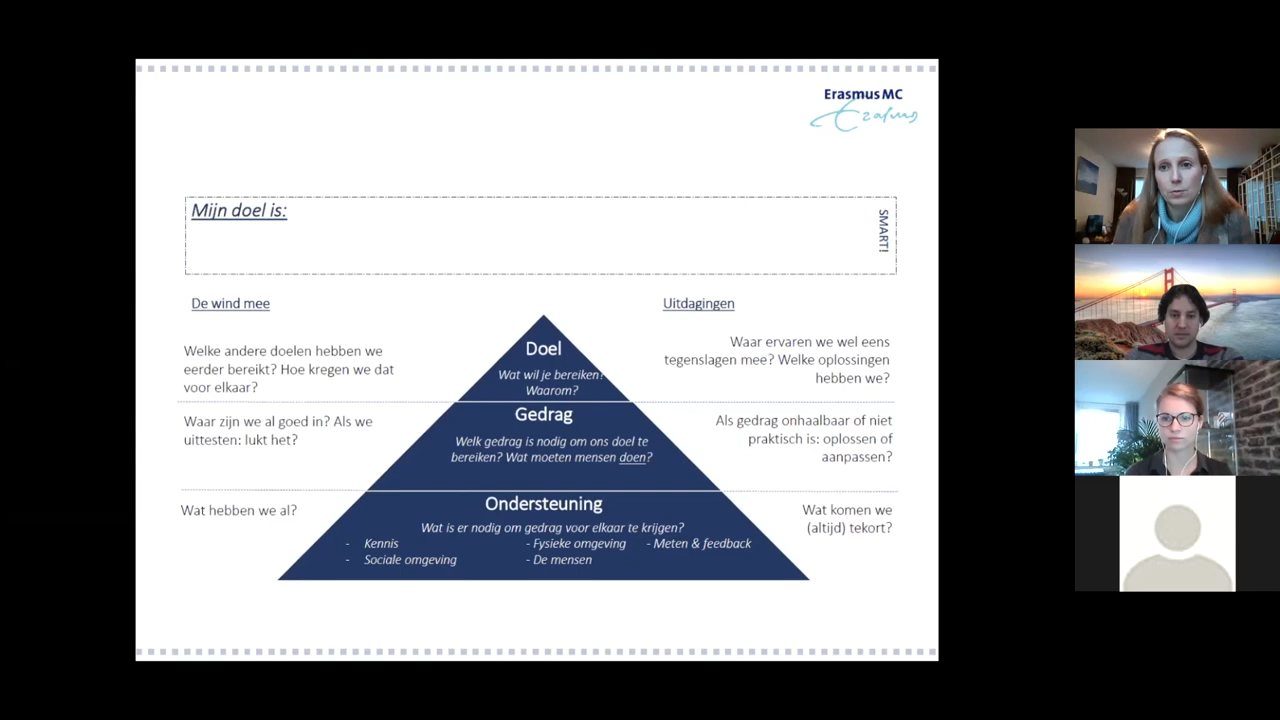 Erasmus MC
Erasmus
Mijn doel is:
SMART!
De wind mee
Uitdagingen
Welke andere doelen hebben we
eerder bereikt? Hoe kregen we dat
voor elkaar?
Doel
Wat wil je bereiken?
Waarom?
Waar ervaren we wel eens
tegenslagen mee? Welke oplossingen
hebben we?
Waar zijn we al goed in? Als we
uittesten: lukt het?
Gedrag
Welk gedrag is nodig om ons doel te
bereiken? Wat moeten mensen doen?
Als gedrag onhaalbaar of niet
praktisch is: oplossen of
aanpassen?
Wat hebben we al?
Ondersteuning
Wat is er nodig om gedrag voor elkaar te krijgen?
- Kennis - Fysieke omgeving - Meten & feedback
- Sociale omgeving - De mensen
Wat komen we
(altijd) tekort?